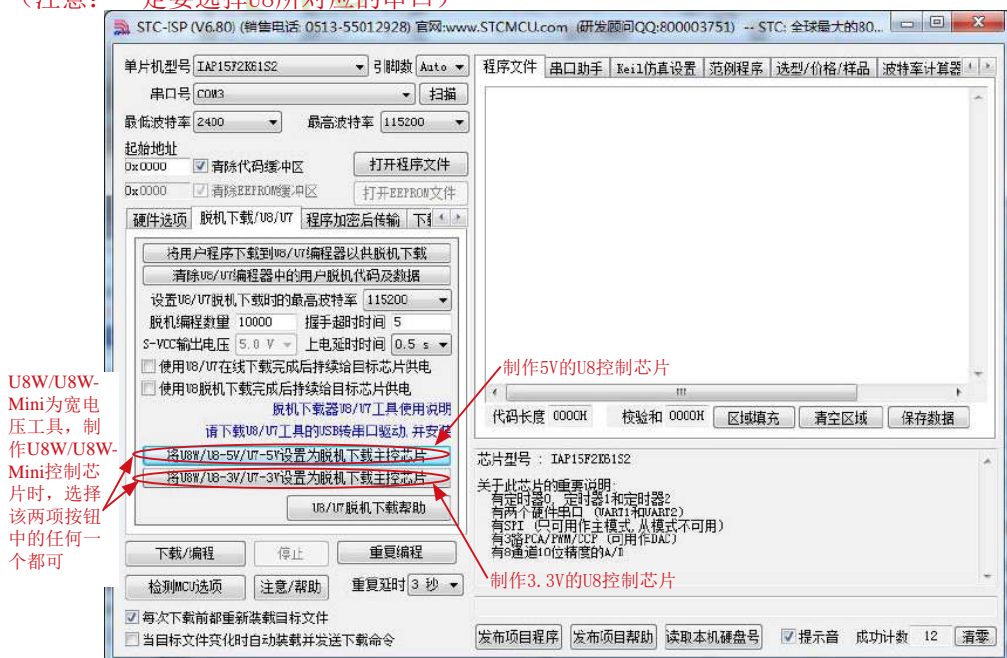 （注意：一定要选择U8所对应的串口）
STC-ISP (V6.80) (销售电话: 0513-55012928) 官网:www.STCMCU.com (研发顾问QQ:800003751) -- STC: 全球最大的80...
单片机型号 IAP15F2K61S2 引脚数 Auto
串口号 COM3 扫描
最低波特率 2400 最高波特率 115200
起始地址
0x0000 清除代码缓冲区 打开程序文件
0x0000 清除EEPROM缓冲区 打开EEPROM文件
硬件选项 脱机下载/U8/U7 程序加密后传输
将用户程序下载到U8/U7编程器以供脱机下载
清除U8/U7编程器中的用户脱机代码及数据
设置U8/U7脱机下载时的最高波特率 115200
脱机编程数量 10000 握手超时时间 5
S-VCC输出电压 5.0 V 上电延时时间 0.5 s
使用U8/U7在线下载完成后持续给目标芯片供电
使用U8脱机下载完成后持续给目标芯片供电
脱机下载器U8/U7工具使用说明
请下载U8/U7工具的USB转串口驱动,并安装
将U8W/U8-5V/U7-5V设置为脱机下载主控芯片
将U8W/U8-3V/U7-3V设置为脱机下载主控芯片
U8/U7脱机下载帮助
下载/编程 停止 重复编程
检测MCU选项 注意/帮助 重复延时 3 秒
每次下载前都重新装载目标文件
当目标文件变化时自动装载并发送下载命令
程序文件 串口助手 Keil仿真设置 范例程序 选型/价格/样品 波特率计算器
代码长度 0000H 校验和 0000H 区域填充 清空区域 保存数据
芯片型号 : IAP15F2K61S2
关于此芯片的重要说明:
有定时器0, 定时器1和定时器2
有两个硬件串口 (UART1和UART2)
有SPI (只可用作主模式,从模式不可用)
有3路PCA/PWM/CCP (可用作DAC)
有8通道10位精度的A/D
发布项目程序 发布项目帮助 读取本机硬盘号 提示音 成功计数 12 清零
U8W/U8W-
Mini为宽电
压工具，制
作U8W/U8W-
Mini控制芯
片时，选择
该两项按钮
中的任何一
个都可
制作5V的U8控制芯片
制作3.3V的U8控制芯片